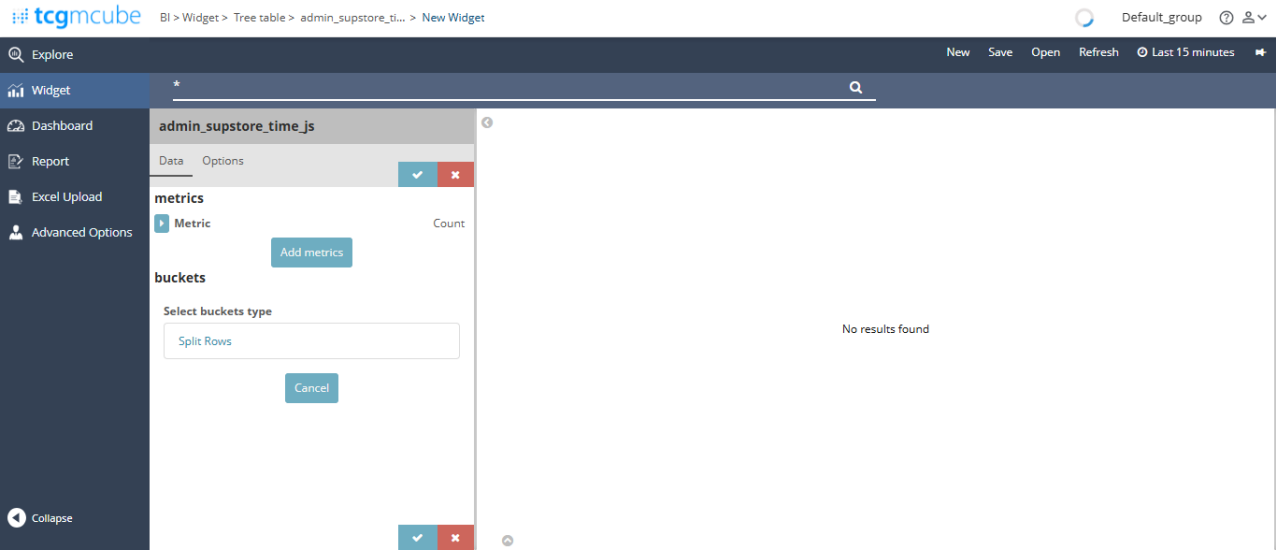 tcgmcube
BI > Widget > Tree table > admin_supstore_ti... > New Widget
Default_group
Explore
New Save Open Refresh Last 15 minutes
Widget
*
Dashboard
admin_supstore_time_js
Report
Data Options
Excel Upload
metrics
Metric Count
Advanced Options
Add metrics
buckets
Select buckets type
Split Rows
No results found
Cancel
Collapse